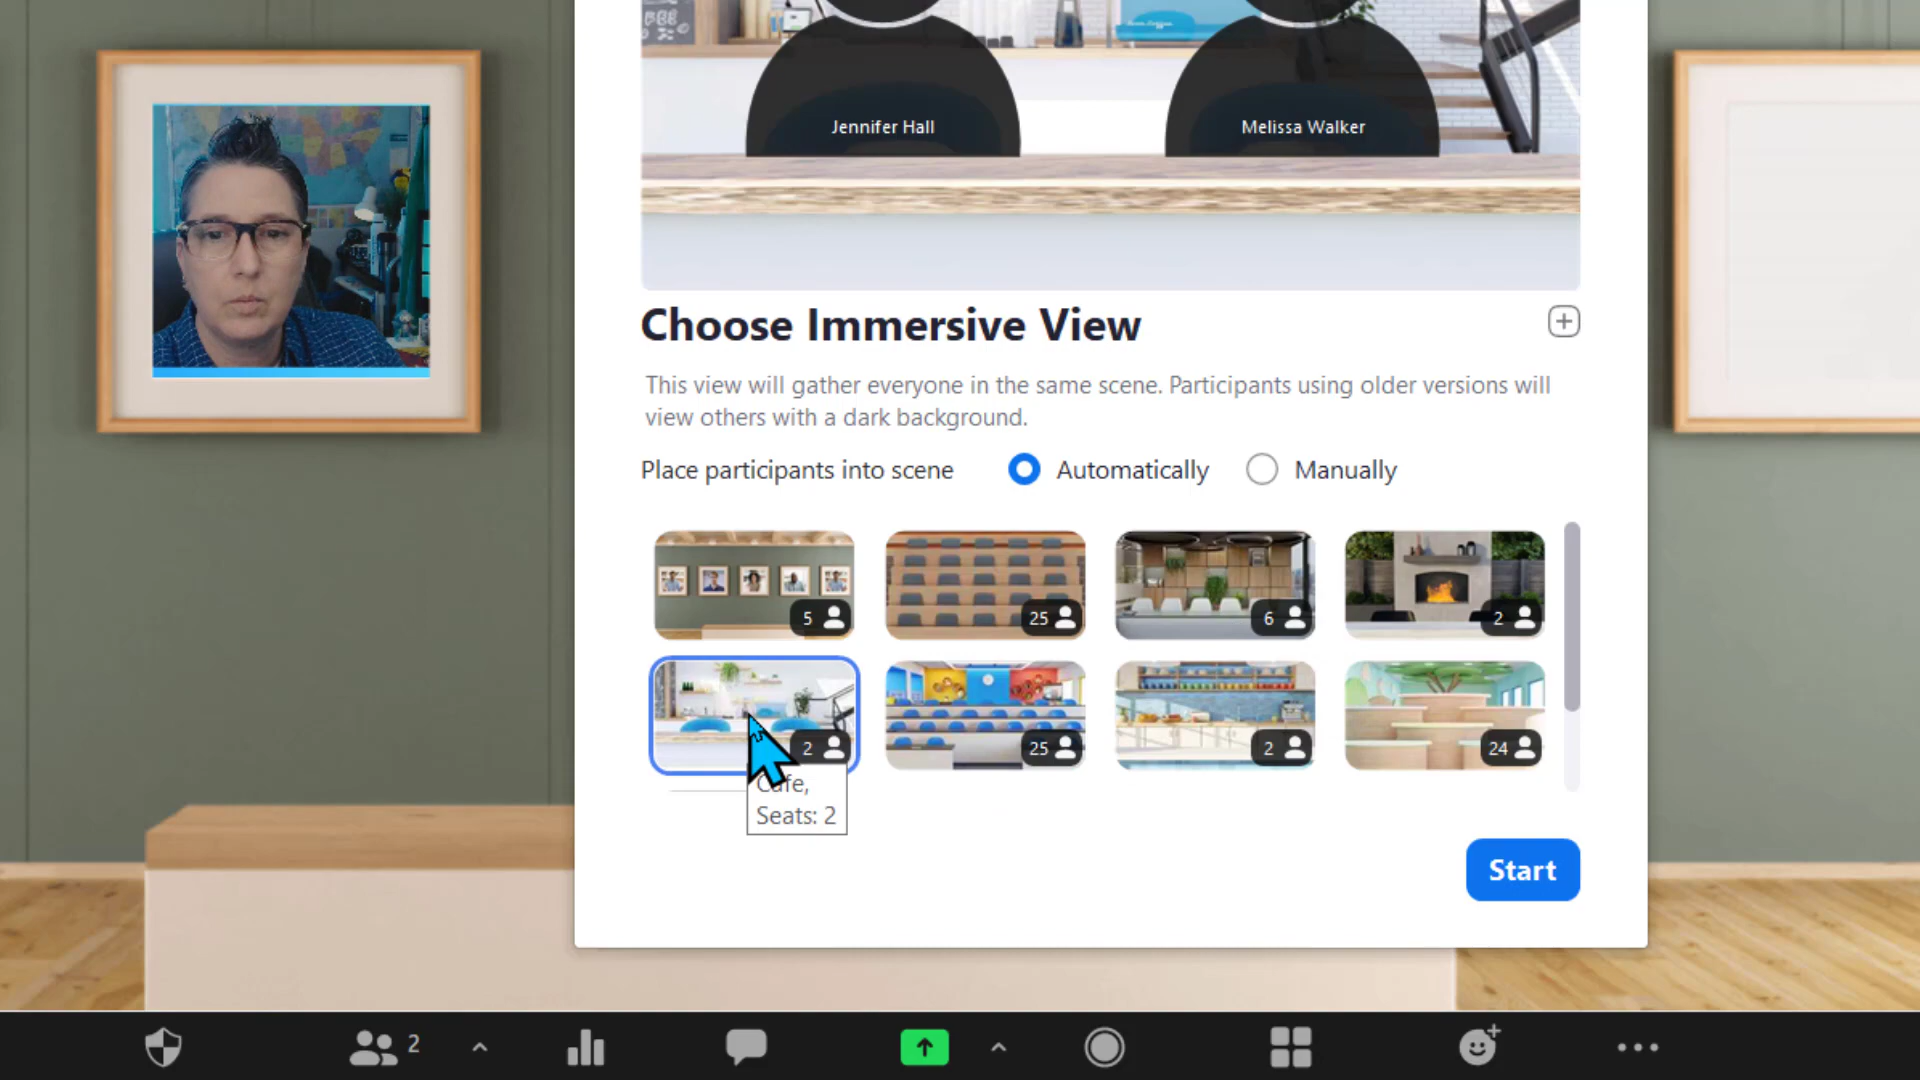 Jennifer Hall
Melissa Walker
Choose Immersive View
This view will gather everyone in the same scene. Participants using older versions will
view others with a dark background.
Place participants into scene
Automatically
Manually
5
25
6
2
2
25
2
24
Cafe,
Seats: 2
Start
2